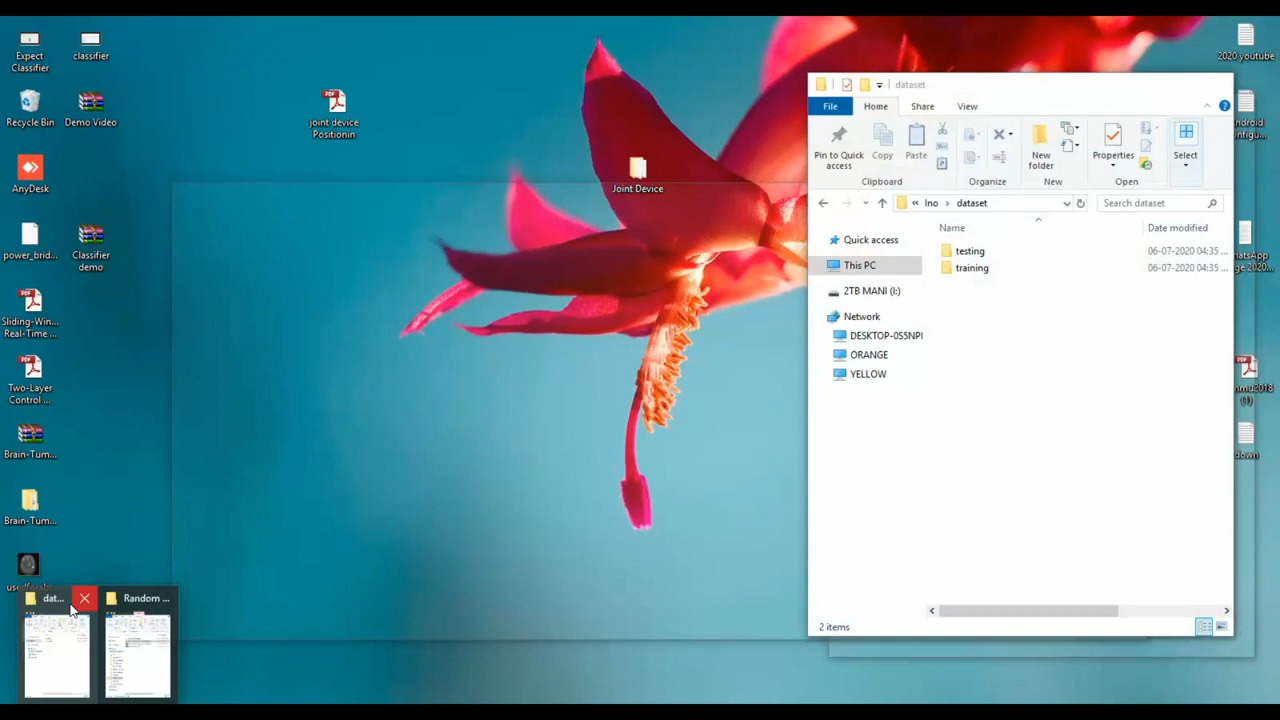 Expect
Classifier
classifier
Recycle Bin
Demo Video
AnyDesk
power_brid...
Classifier
demo
Sliding-Win...
Real-Time ...
Two-Layer
Control ...
Brain-Tum...
Brain-Tum...
joint device
Positionin
Joint Device
dataset
File
Home
Share
View
Pin to Quick
access
Copy
Paste
New
folder
Properties
Select
Clipboard
Organize
New
Open
Ino
dataset
Search dataset
Name
Date modified
Quick access
This PC
2TB MANI (I:)
Network
DESKTOP-0S5NPI
ORANGE
YELLOW
testing
06-07-2020 04:35 ...
training
06-07-2020 04:35 ...
2 items
2020 youtube
2020...
(1)
down
dat...
Random ...